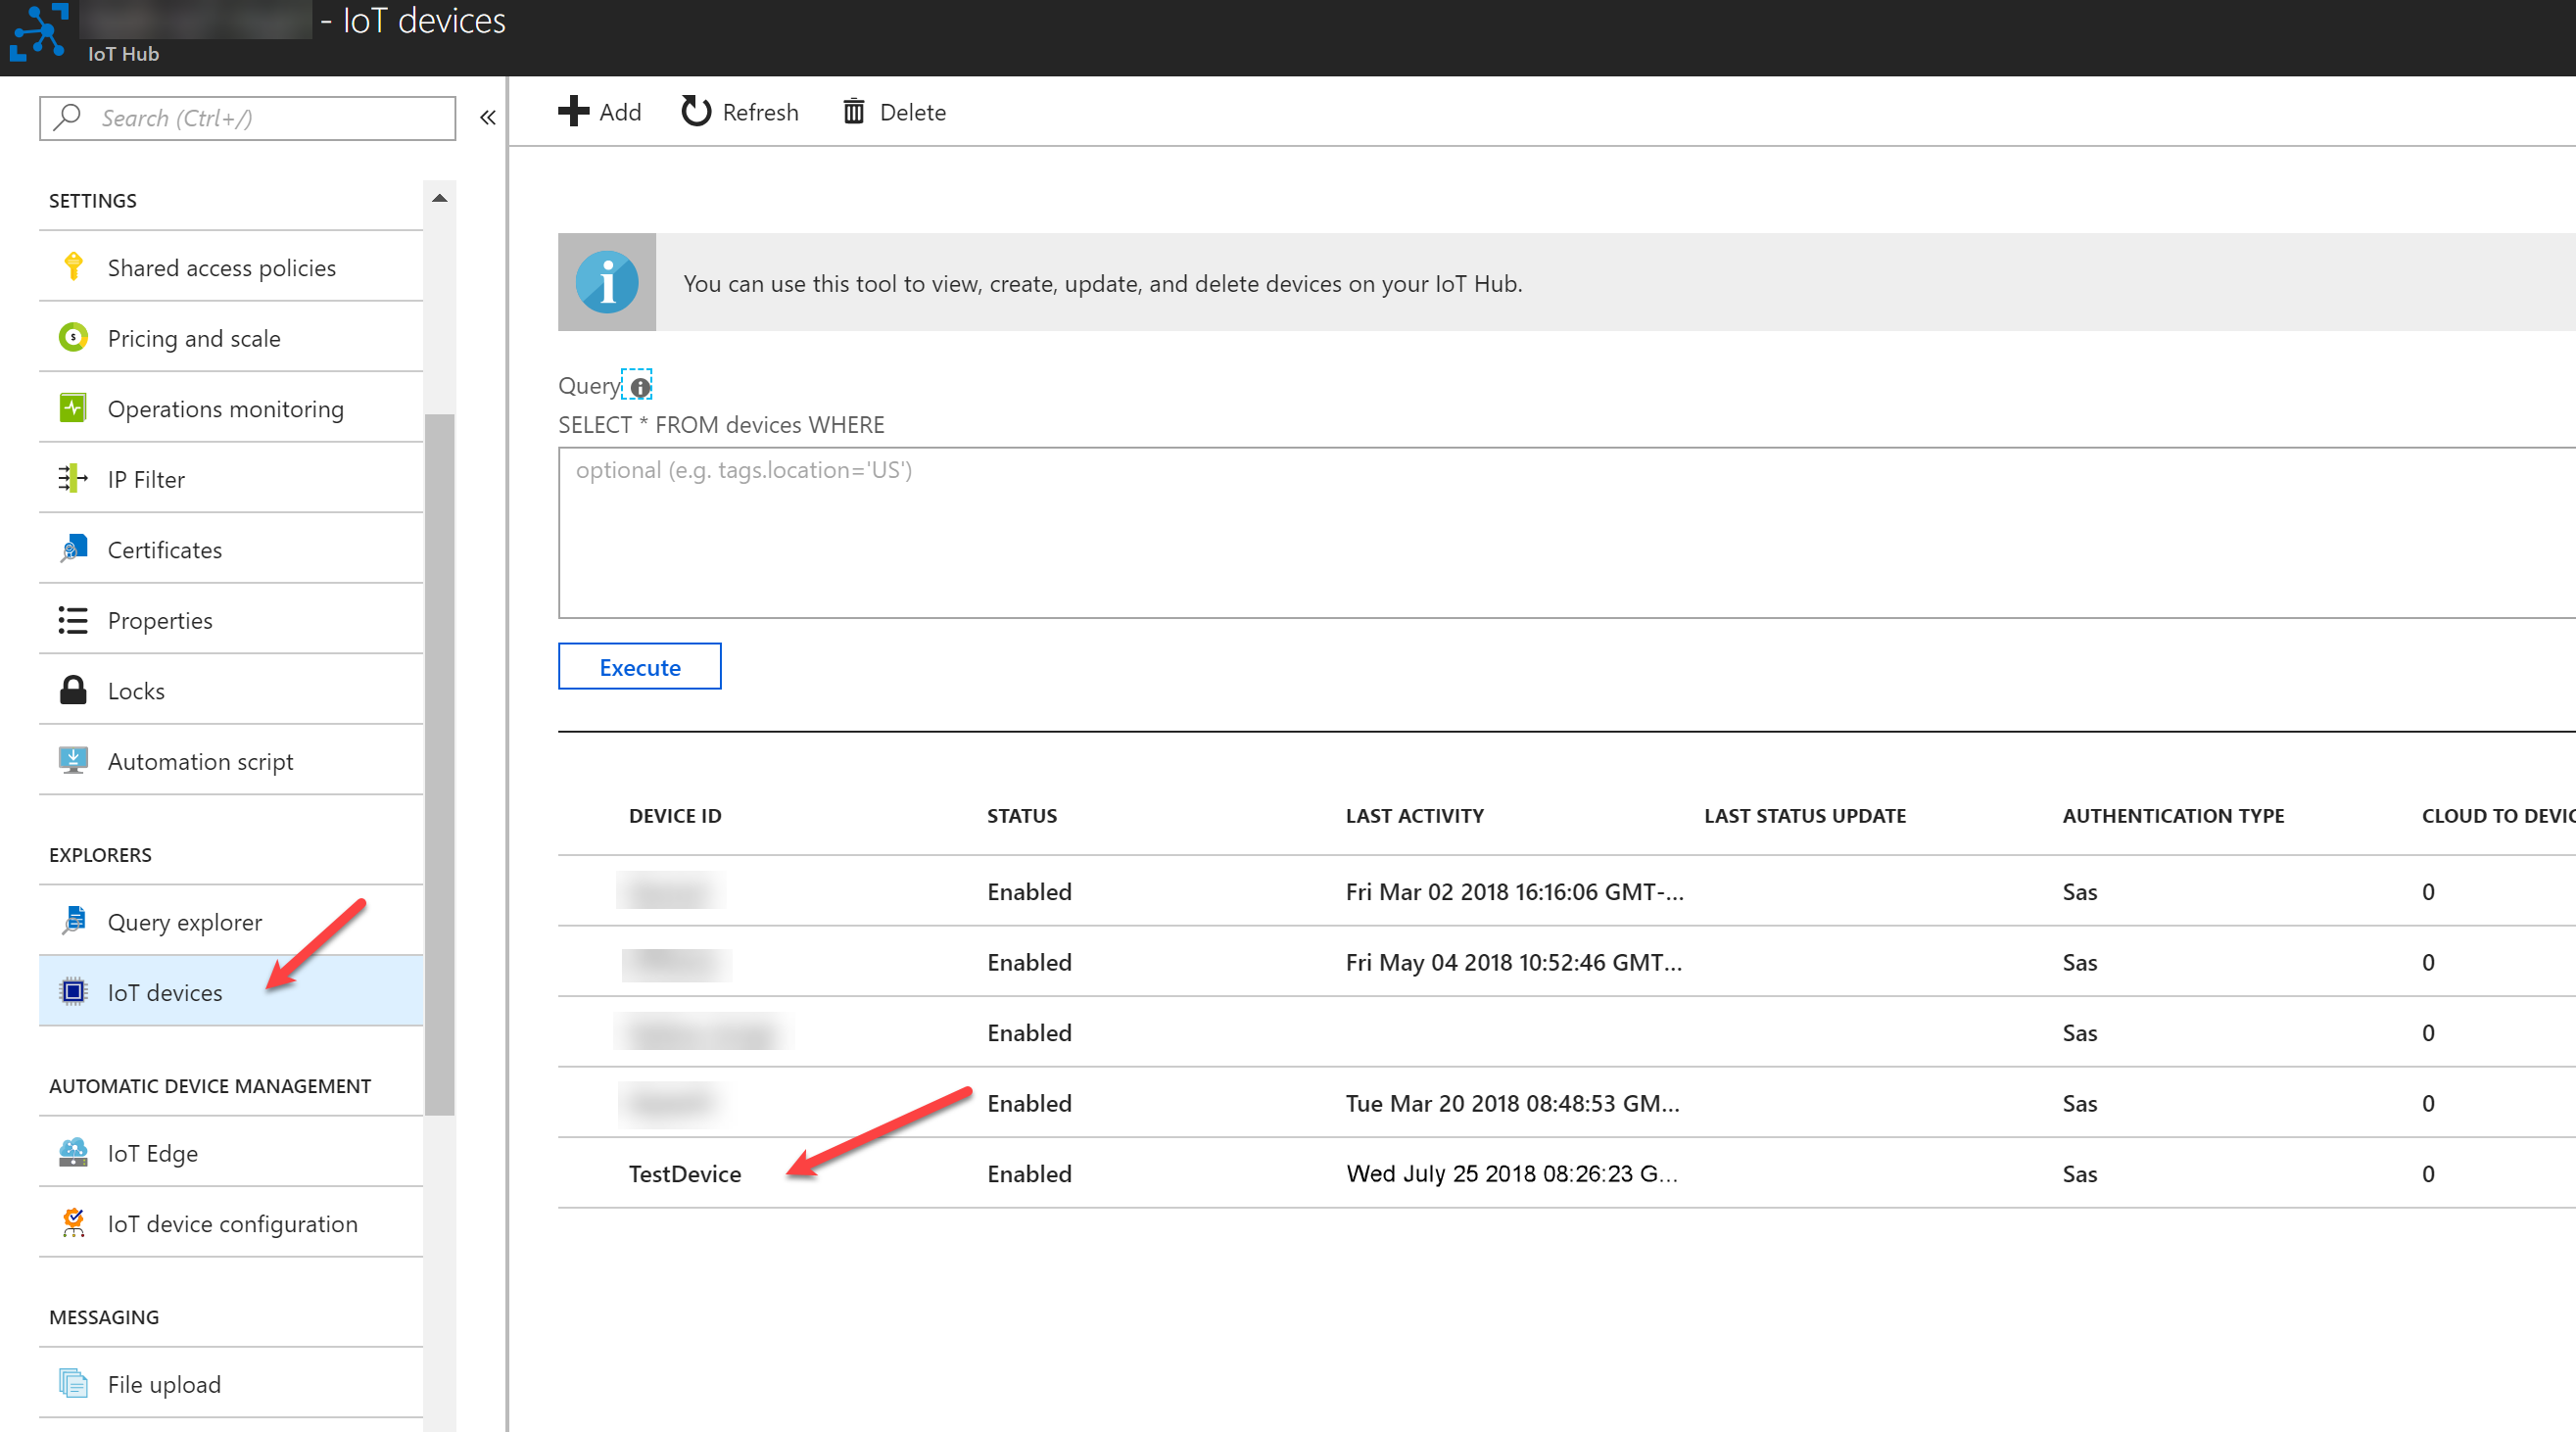 - IoT devices
IoT Hub
Search (Ctrl+/)
«
SETTINGS
Shared access policies
Pricing and scale
Operations monitoring
IP Filter
Certificates
Properties
Locks
Automation script
EXPLORERS
Query explorer
IoT devices
AUTOMATIC DEVICE MANAGEMENT
IoT Edge
IoT device configuration
MESSAGING
File upload
Add Refresh Delete
You can use this tool to view, create, update, and delete devices on your IoT Hub.
Query
SELECT * FROM devices WHERE
optional (e.g. tags.location='US')
Execute
DEVICE ID STATUS LAST ACTIVITY LAST STATUS UPDATE AUTHENTICATION TYPE CLOUD TO DEVIC
Enabled Fri Mar 02 2018 16:16:06 GMT-... Sas 0
Enabled Fri May 04 2018 10:52:46 GMT... Sas 0
Enabled Sas 0
Enabled Tue Mar 20 2018 08:48:53 GM... Sas 0
TestDevice Enabled Wed July 25 2018 08:26:23 G... Sas 0